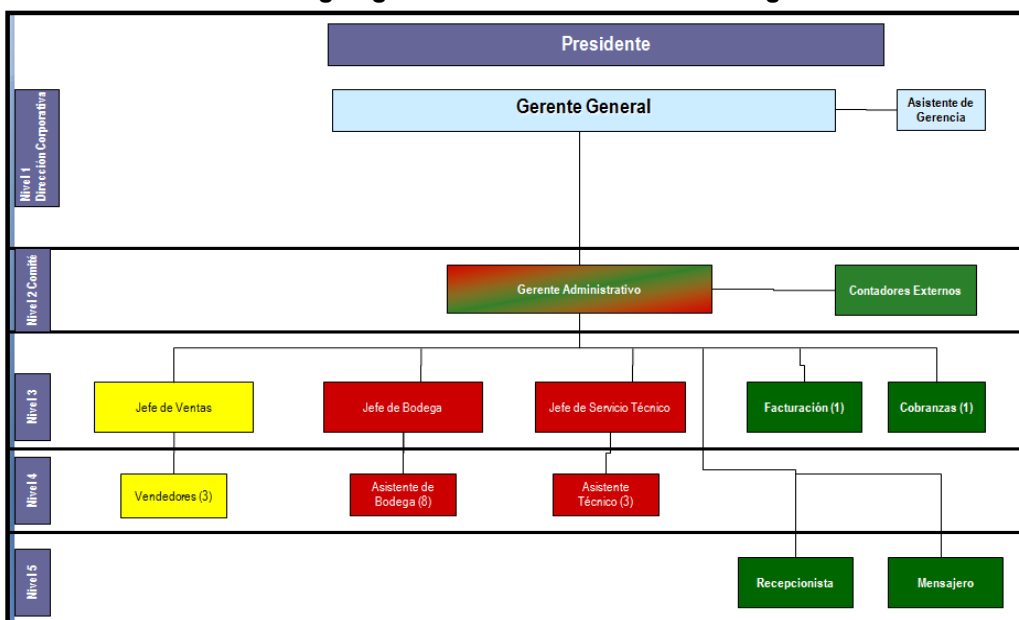 Presidente
Gerente General
Asistente de
Gerencia
Nivel 1
Dirección Corporativa
Nivel 2 Comité
Gerente Administrativo
Contadores Externos
Nivel 3
Jefe de Ventas
Jefe de Bodega
Jefe de Servicio Técnico
Facturación (1)
Cobranzas (1)
Nivel 4
Vendedores (3)
Asistente de
Bodega (8)
Asistente
Técnico (3)
Nivel 5
Recepcionista
Mensajero